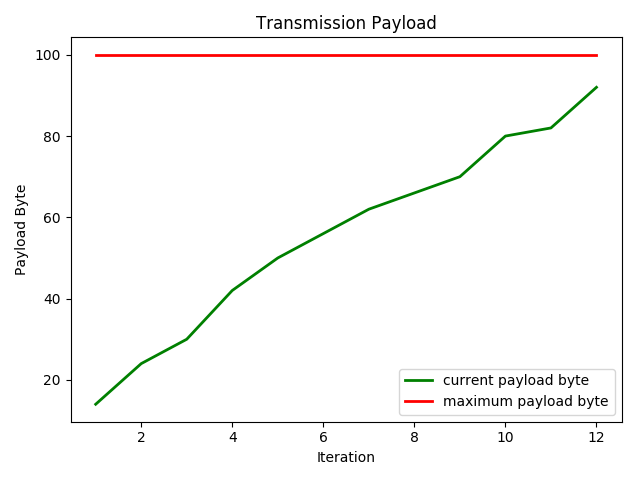 Transmission Payload
100
80
60
40
20
Payload Byte
current payload byte
maximum payload byte
2 4 6 8 10 12
Iteration